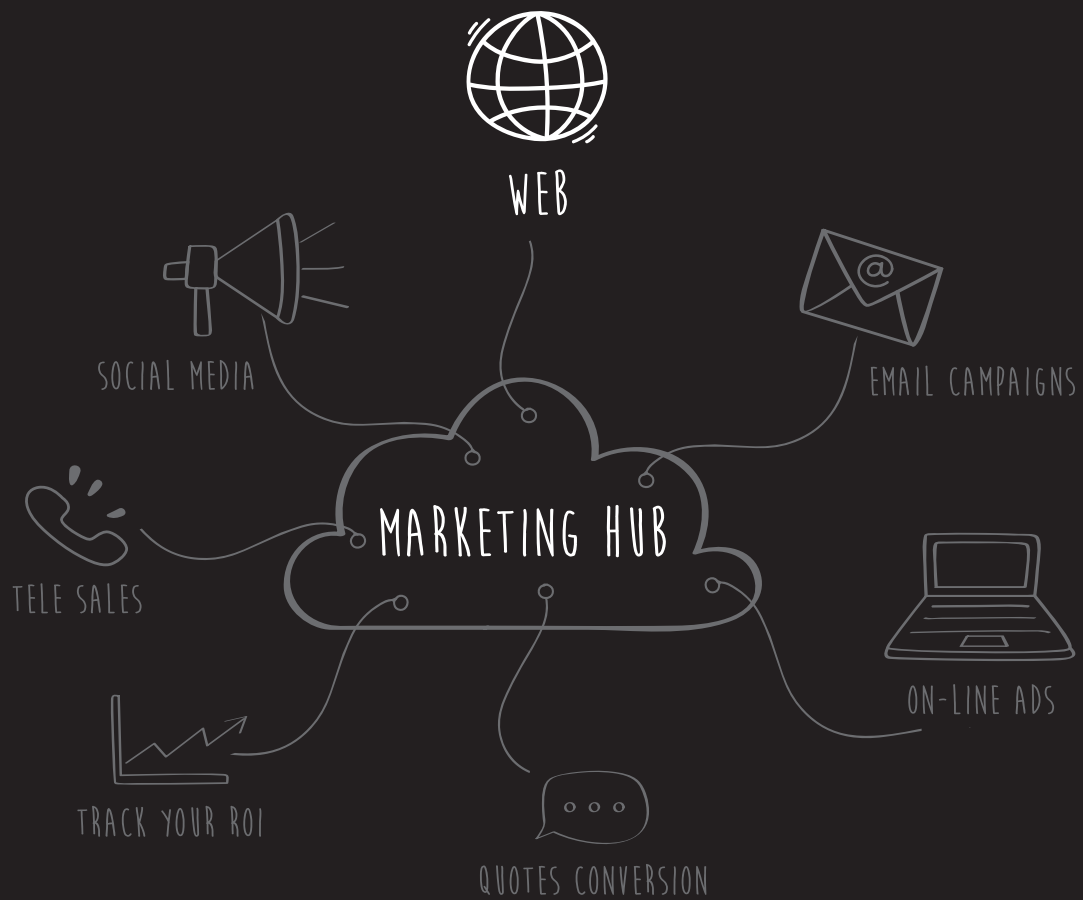 WEB
SOCIAL MEDIA
@
EMAIL CAMPAIGNS
MARKETING HUB
TELE SALES
ON-LINE ADS
TRACK YOUR ROI
QUOTES CONVERSION